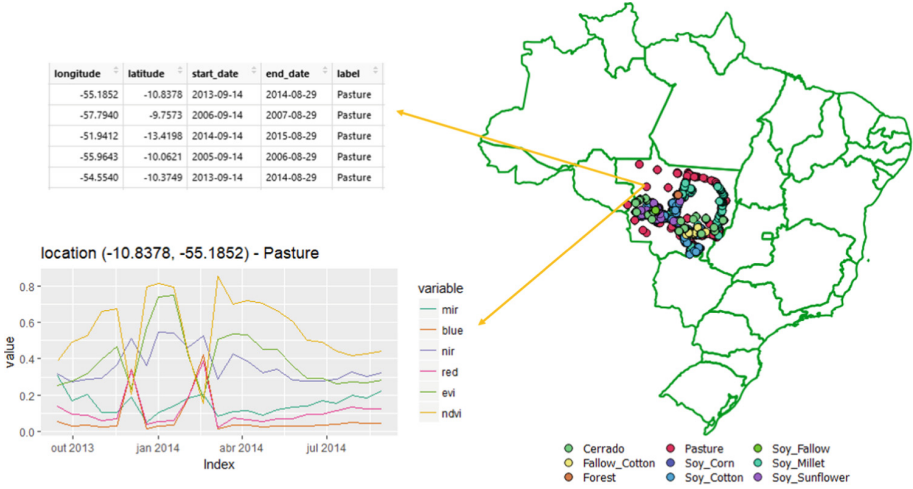 longitude latitude start_date end_date label
-55.1852 -10.8378 2013-09-14 2014-08-29 Pasture
-57.7940 -9.7573 2006-09-14 2007-08-29 Pasture
-51.9412 -13.4198 2014-09-14 2015-08-29 Pasture
-55.9643 -10.0621 2005-09-14 2006-08-29 Pasture
-54.5540 -10.3749 2013-09-14 2014-08-29 Pasture
location (-10.8378, -55.1852) - Pasture
value
0.8
0.6
0.4
0.2
0.0
out 2013 jan 2014 abr 2014 jul 2014
Index
variable
mir
blue
nir
red
evi
ndvi
Cerrado Pasture Soy_Fallow
Fallow_Cotton Soy_Corn Soy_Millet
Forest Soy_Cotton Soy_Sunflower